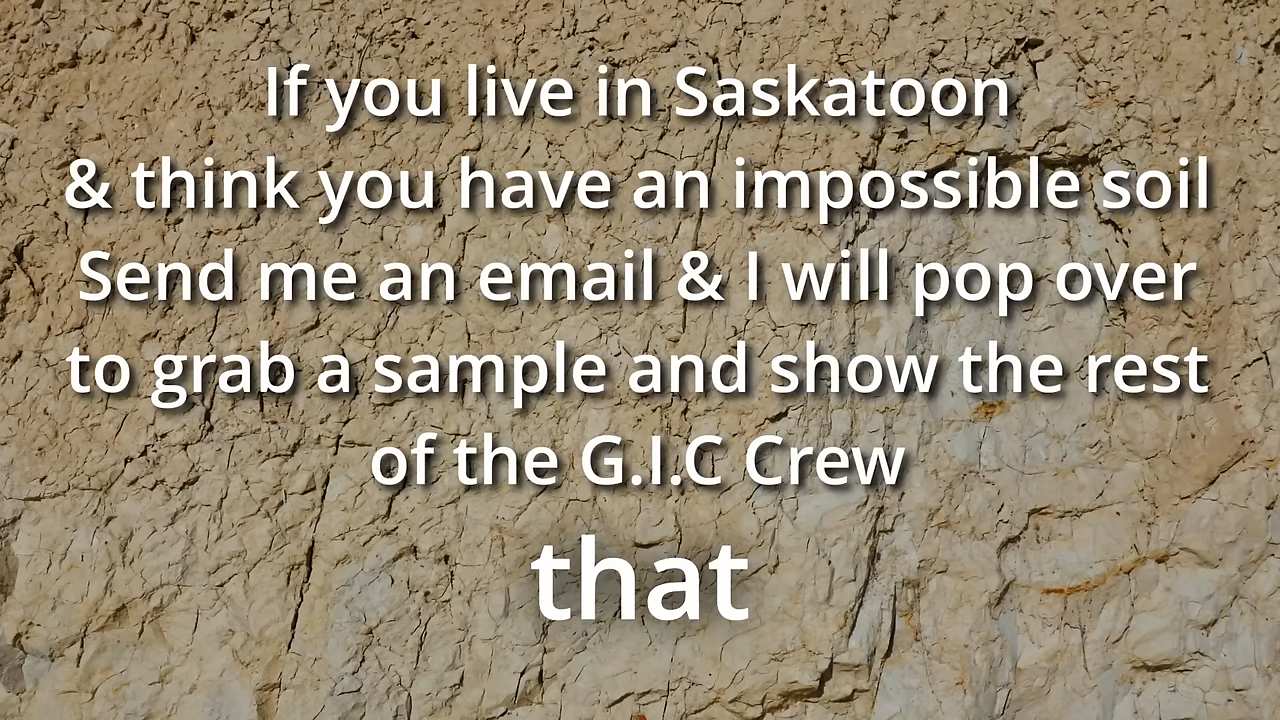 If you live in Saskatoon
& think you have an impossible soil
Send me an email & I will pop over
to grab a sample and show the rest
of the G.I.C Crew
that